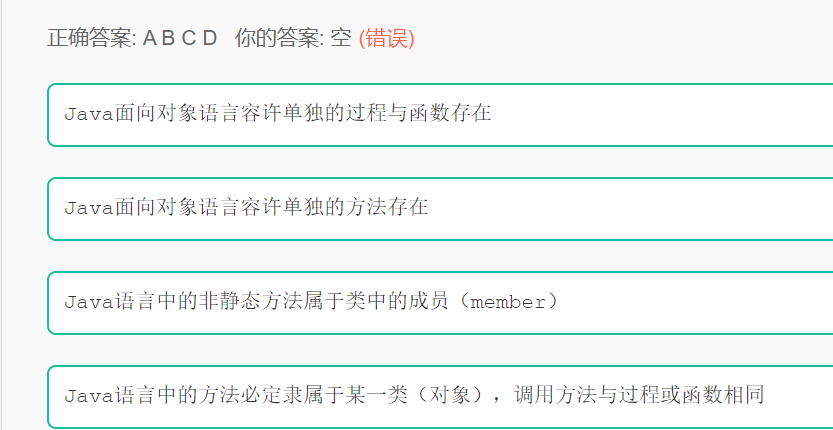 正确答案: A B C D 你的答案: 空 (错误)
Java面向对象语言容许单独的过程与函数存在
Java面向对象语言容许单独的方法存在
Java语言中的非静态方法属于类中的成员（member）
Java语言中的方法必定隶属于某一类（对象），调用方法与过程或函数相同